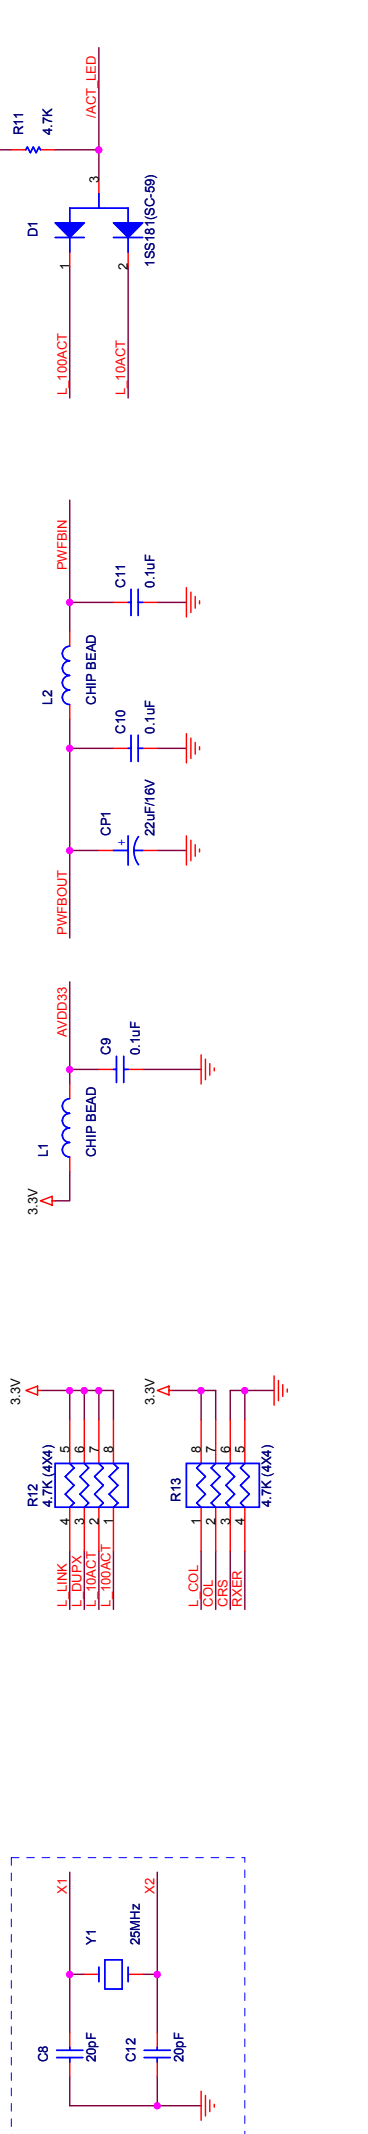 R11
4.7K
/ACT_LED
3
D1
1SS181(SC-59)
1
2
L_100ACT
L_10ACT
PWFBIN
C11
0.1uF
L2
CHIP BEAD
C10
0.1uF
CP1
+
22uF/16V
PWFBOUT
AVDD33
C9
0.1uF
L1
CHIP BEAD
3.3V
3.3V
5
6
7
8
R12
4.7K (4X4)
4
3
2
1
L_LINK
L_DUPX
L_10ACT
L_100ACT
3.3V
8
7
6
5
R13
4.7K (4X4)
1
2
3
4
L_COL
COL
CRS
RXER
X1
X2
Y1
25MHz
C8
20pF
C12
20pF